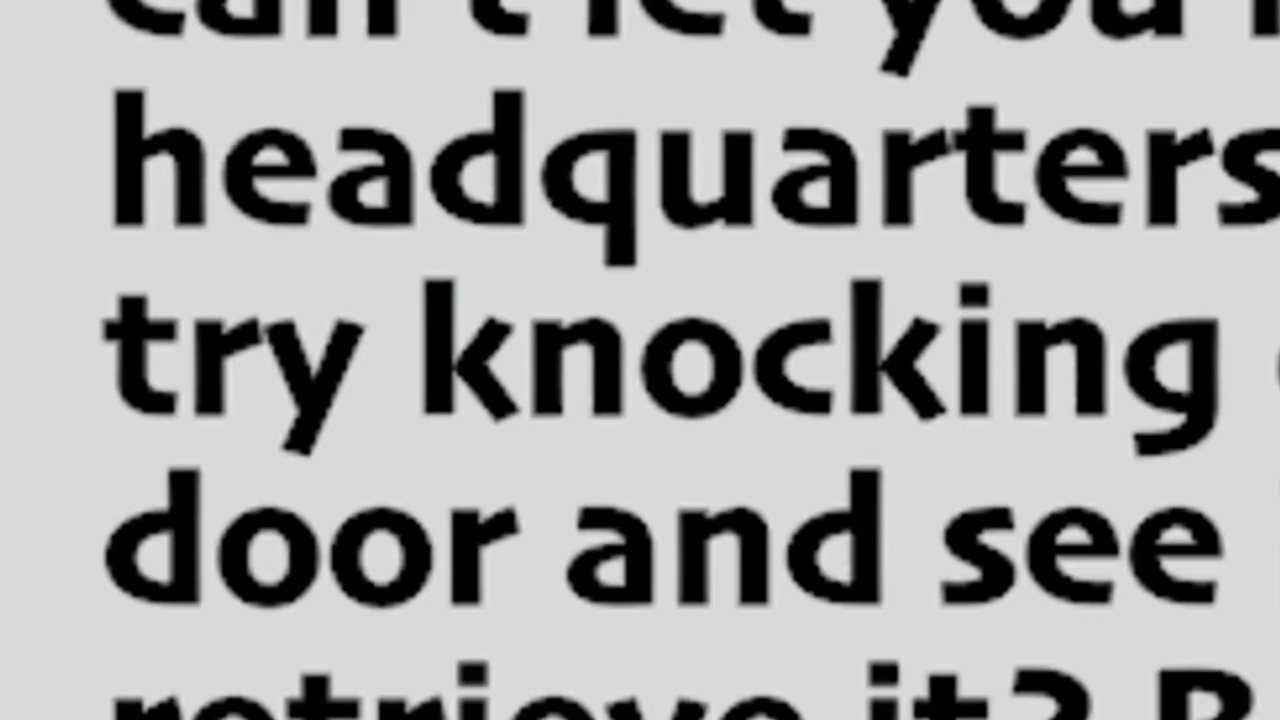 can't let you
headquarters
try knocking
door and see
retrieve it?